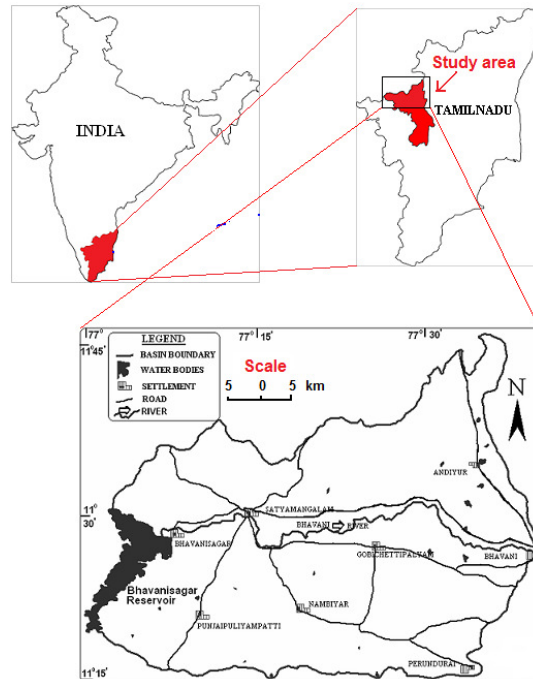 INDIA
Study area
TAMILNADU
77°
77° 15'
77° 30'
11° 45'
LEGEND
BASIN BOUNDARY
WATER BODIES
SETTLEMENT
ROAD
RIVER
Scale
5 0 5 km
N
ANDIYUR
11° 30'
SATYAMANGALAM
BHAVANI RIVER
BHAVANISAGAR
GOBICHETTIPALYAM
BHAVANI
Bhavanisagar
Reservoir
NAMBIYAR
PUNJAIPULIYAMPATTI
PERUNDURAI
11° 15'